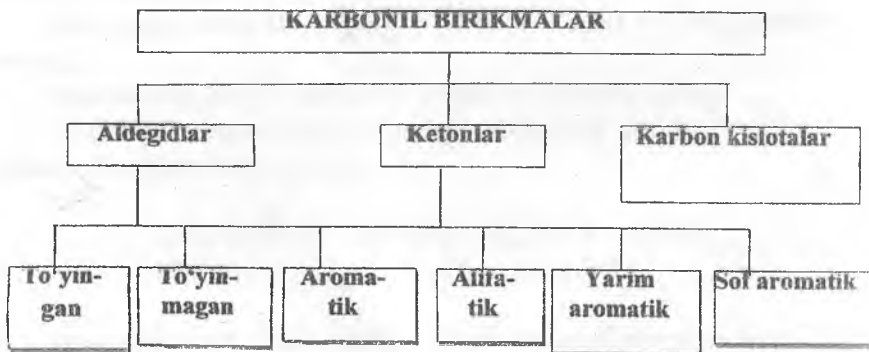 KARBONIL BIRIKMALAR
Aldegidlar
Ketonlar
Karbon kislotalar
To‘yin-
gan
To‘yin-
magan
Aroma-
tik
Alifa-
tik
Yarim
aromatik
Sof aromatik